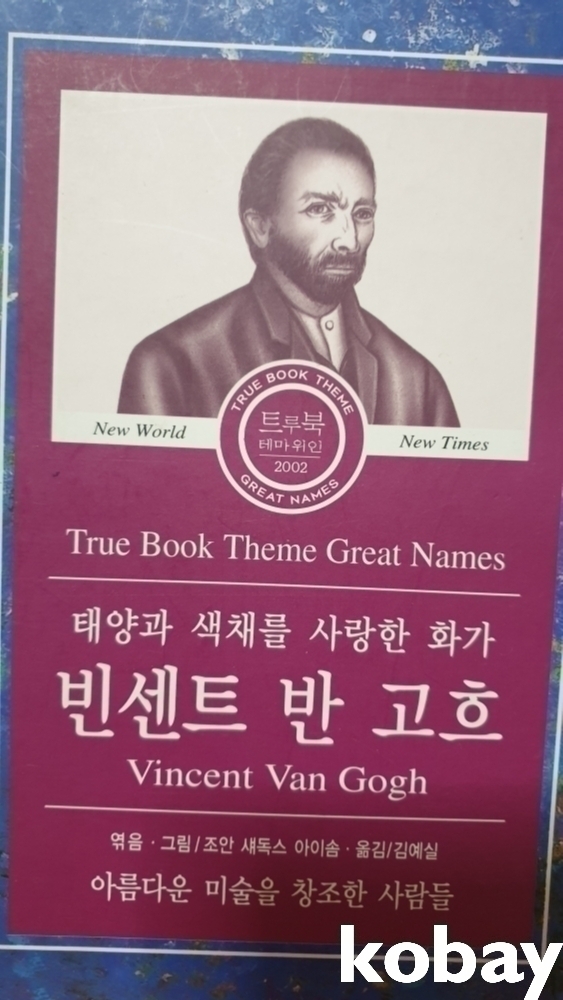 New World
New Times
TRUE BOOK THEME
트루북
테마위인
2002
GREAT NAMES
True Book Theme Great Names
태양과 색채를 사랑한 화가
빈센트 반 고흐
Vincent Van Gogh
엮음 · 그림/조안 섀독스 아이솜 · 옮김/김예실
아름다운 미술을 창조한 사람들
kobay